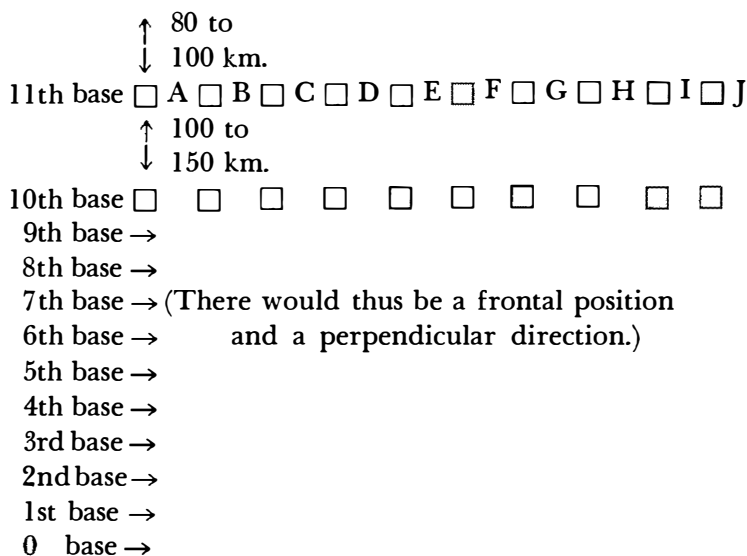 ↑ 80 to
↓ 100 km.
11th base □ A □ B □ C □ D □ E □ F □ G □ H □ I □ J
↑ 100 to
↓ 150 km.
10th base □ □ □ □ □ □ □ □ □ □
9th base →
8th base →
7th base → (There would thus be a frontal position
6th base → and a perpendicular direction.)
5th base →
4th base →
3rd base →
2nd base →
1st base →
0 base →